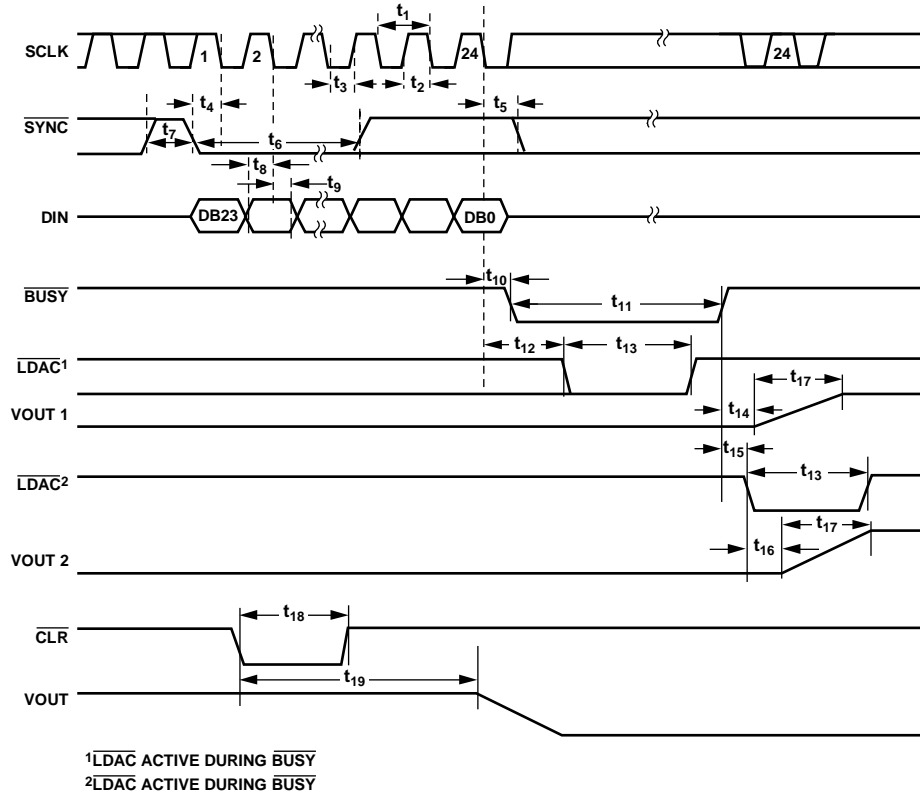 t1
SCLK 1 2 24 24
t3 t2
t4 t5
SYNC
t7 t6
t8
t9
DIN DB23 DB0
t10
BUSY t11
t12 t13
LDAC1
t17
VOUT 1 t14
t15
LDAC2 t13
t17
VOUT 2 t16
t18
CLR
t19
VOUT
1LDAC ACTIVE DURING BUSY
2LDAC ACTIVE DURING BUSY